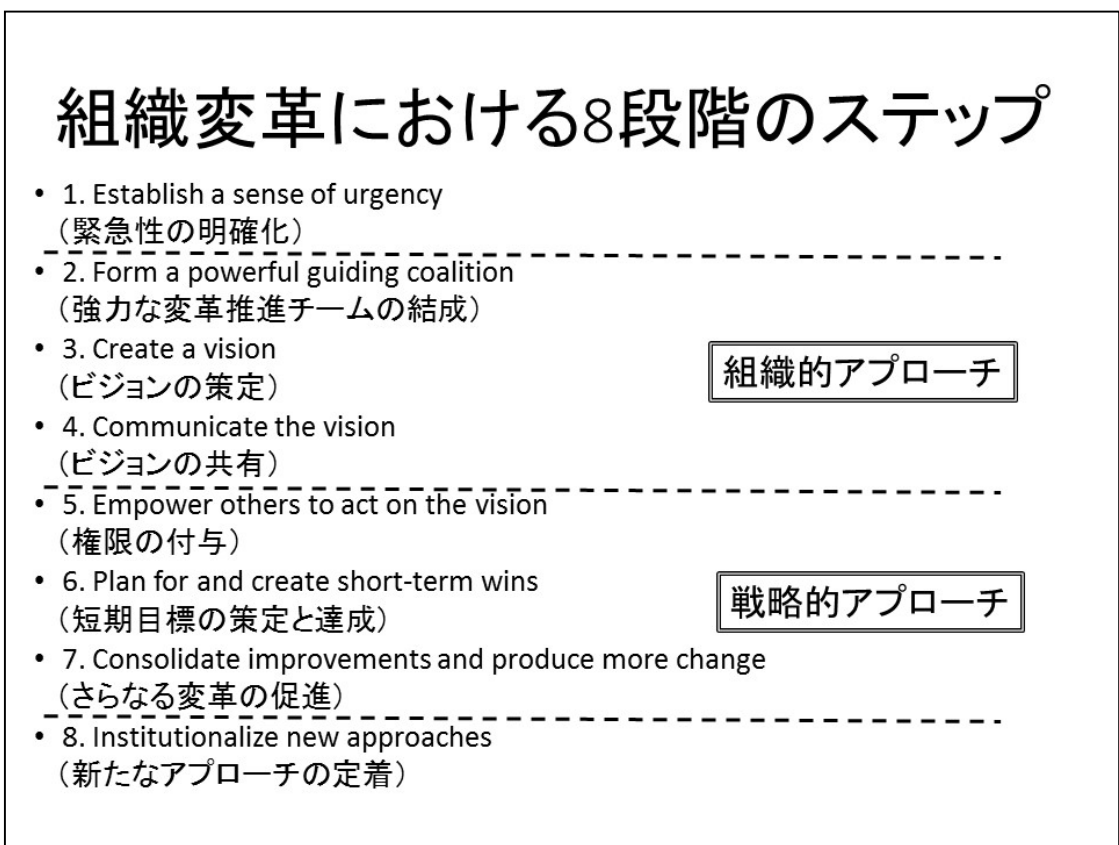 組織変革における8段階のステップ
• 1. Establish a sense of urgency
（緊急性の明確化）
• 2. Form a powerful guiding coalition
（強力な変革推進チームの結成）
• 3. Create a vision
（ビジョンの策定）
組織的アプローチ
• 4. Communicate the vision
（ビジョンの共有）
• 5. Empower others to act on the vision
（権限の付与）
• 6. Plan for and create short-term wins
（短期目標の策定と達成）
戦略的アプローチ
• 7. Consolidate improvements and produce more change
（さらなる変革の促進）
• 8. Institutionalize new approaches
（新たなアプローチの定着）